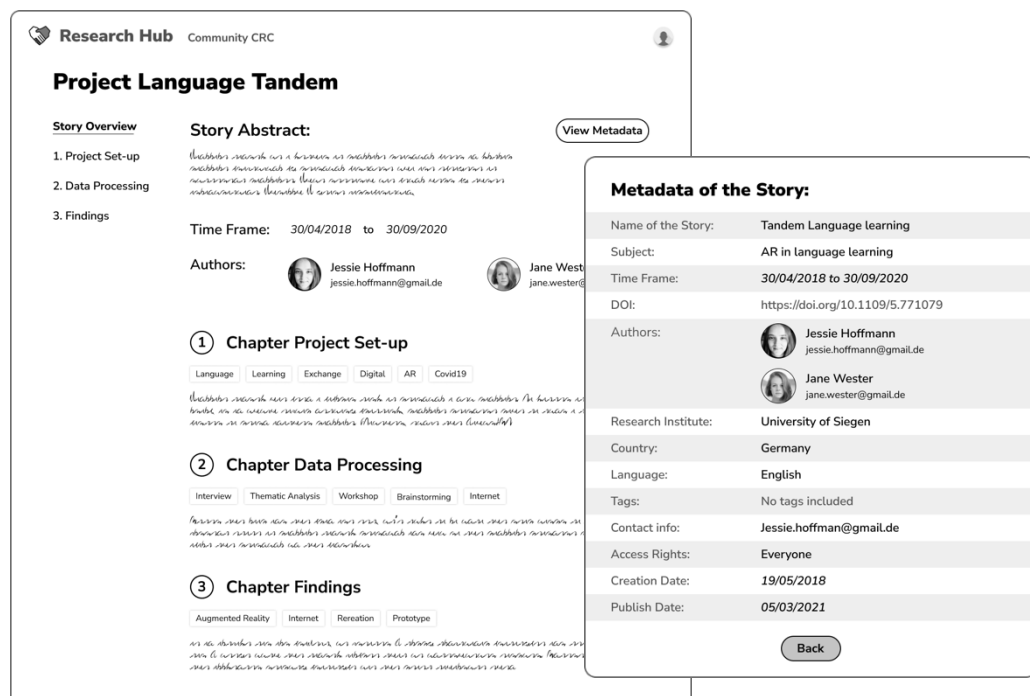 Research Hub Community CRC
Project Language Tandem
Story Overview
1. Project Set-up
2. Data Processing
3. Findings
Story Abstract:
View Metadata
Time Frame: 30/04/2018 to 30/09/2020
Authors:
Jessie Hoffmann
jessie.hoffmann@gmail.de
Jane West
jane.wester@
1 Chapter Project Set-up
Language Learning Exchange Digital AR Covid19
2 Chapter Data Processing
Interview Thematic Analysis Workshop Brainstorming Internet
3 Chapter Findings
Augmented Reality Internet Rereation Prototype
Metadata of the Story:
Name of the Story: Tandem Language learning
Subject: AR in language learning
Time Frame: 30/04/2018 to 30/09/2020
DOI: https://doi.org/10.1109/5.771079
Authors:
Jessie Hoffmann
jessie.hoffmann@gmail.de
Jane Wester
jane.wester@gmail.de
Research Institute: University of Siegen
Country: Germany
Language: English
Tags: No tags included
Contact info: Jessie.hoffman@gmail.de
Access Rights: Everyone
Creation Date: 19/05/2018
Publish Date: 05/03/2021
Back